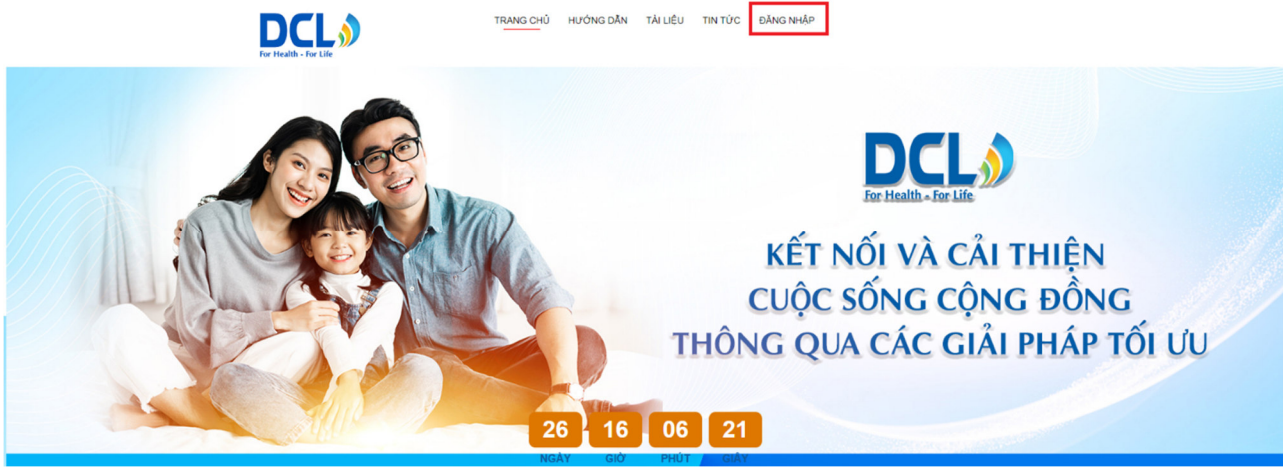 DCL
For Health - For Life
TRANG CHỦ HƯỚNG DẪN TÀI LIỆU TIN TỨC ĐĂNG NHẬP
DCL
For Health - For Life
KẾT NỐI VÀ CẢI THIỆN
CUỘC SỐNG CỘNG ĐỒNG
THÔNG QUA CÁC GIẢI PHÁP TỐI ƯU
26 16 06 21
NGÀY GIỜ PHÚT GIÂY